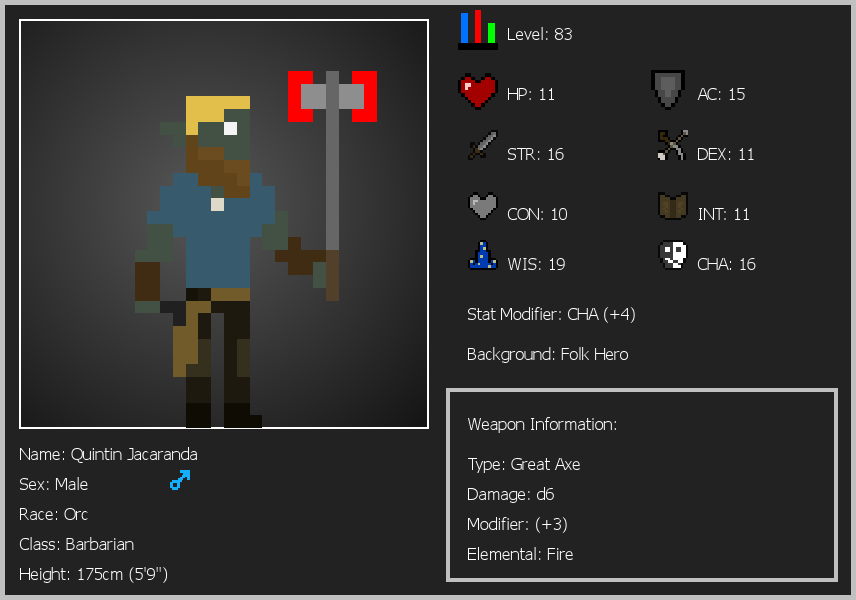 Level: 83
HP: 11
AC: 15
STR: 16
DEX: 11
CON: 10
INT: 11
WIS: 19
CHA: 16
Stat Modifier: CHA (+4)
Background: Folk Hero
Weapon Information:
Type: Great Axe
Damage: d6
Modifier: (+3)
Elemental: Fire
Name: Quintin Jacaranda
Sex: Male
Race: Orc
Class: Barbarian
Height: 175cm (5'9")